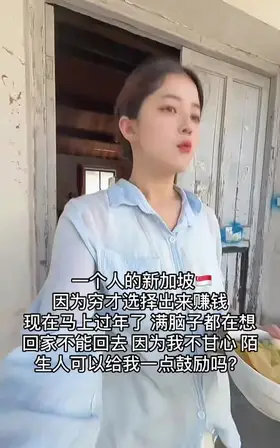 一个人的新加坡🇸🇬
因为穷才选择出来赚钱
现在马上过年了 满脑子都在想
回家不能回去 因为我不甘心 陌
生人可以给我一点鼓励吗？